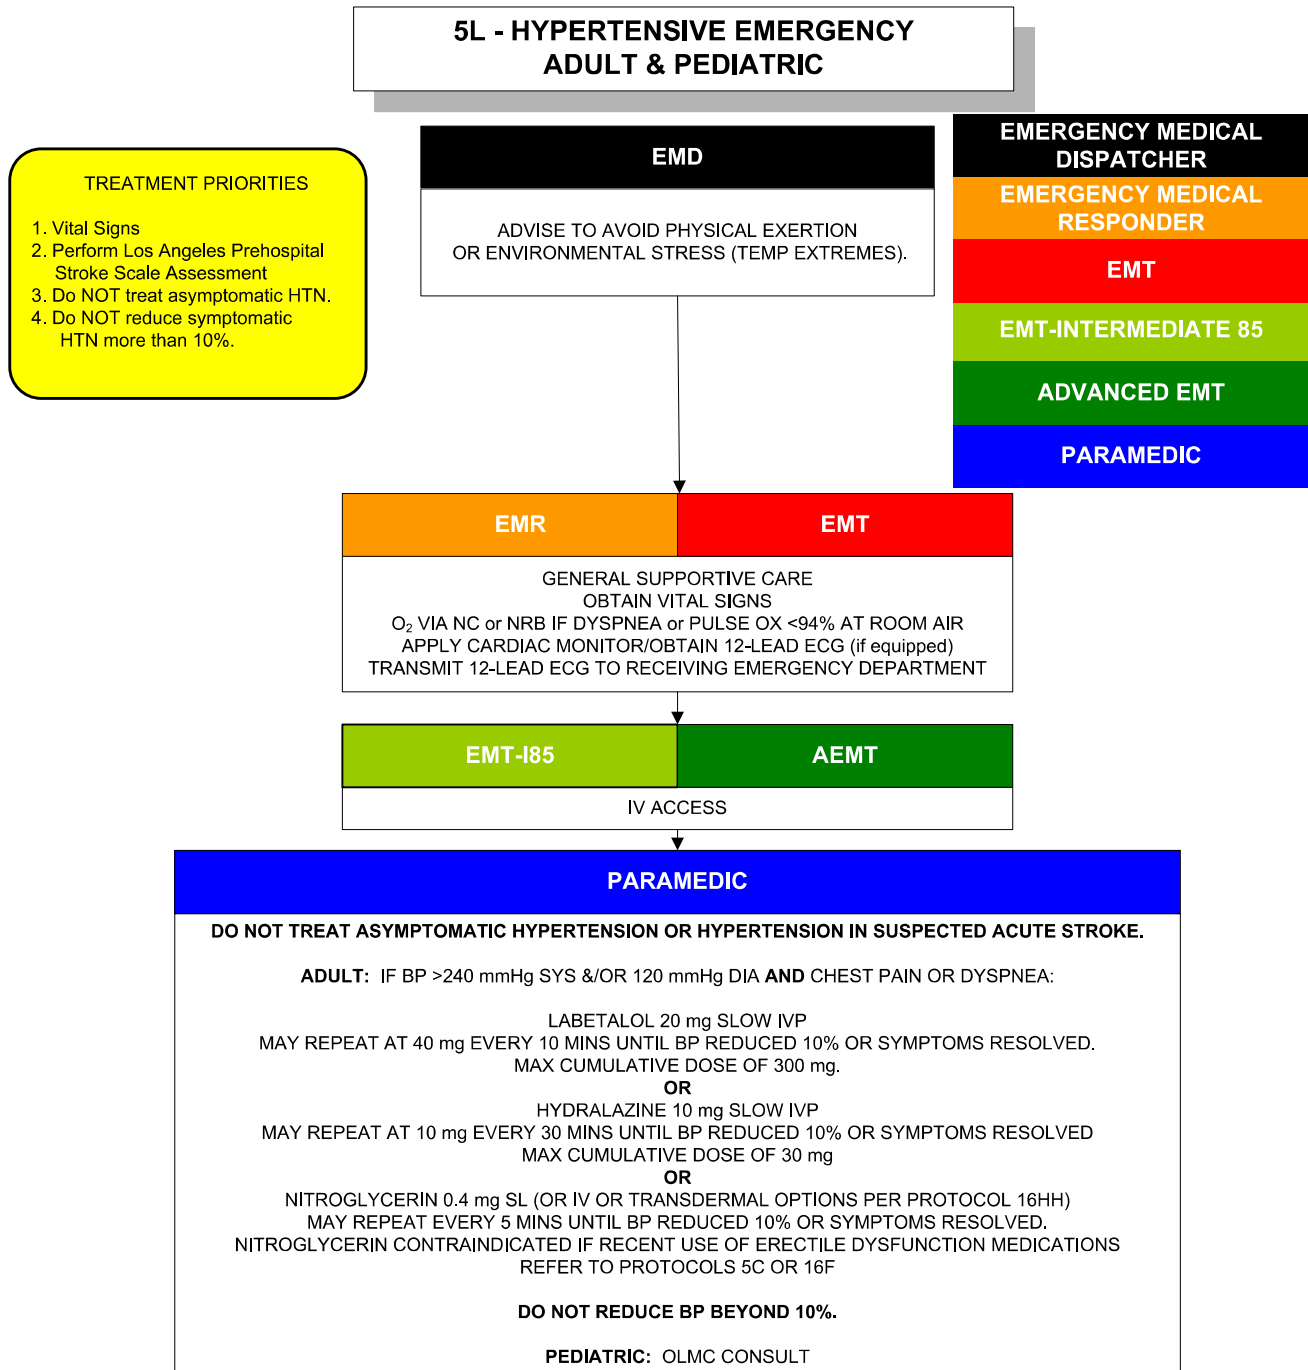 5L - HYPERTENSIVE EMERGENCY
ADULT & PEDIATRIC
TREATMENT PRIORITIES
1. Vital Signs
2. Perform Los Angeles Prehospital
Stroke Scale Assessment
3. Do NOT treat asymptomatic HTN.
4. Do NOT reduce symptomatic
HTN more than 10%.
EMD
ADVISE TO AVOID PHYSICAL EXERTION
OR ENVIRONMENTAL STRESS (TEMP EXTREMES).
EMERGENCY MEDICAL
DISPATCHER
EMERGENCY MEDICAL
RESPONDER
EMT
EMT-INTERMEDIATE 85
ADVANCED EMT
PARAMEDIC
EMR
EMT
GENERAL SUPPORTIVE CARE
OBTAIN VITAL SIGNS
O₂ VIA NC or NRB IF DYSPNEA or PULSE OX <94% AT ROOM AIR
APPLY CARDIAC MONITOR/OBTAIN 12-LEAD ECG (if equipped)
TRANSMIT 12-LEAD ECG TO RECEIVING EMERGENCY DEPARTMENT
EMT-I85
AEMT
IV ACCESS
PARAMEDIC
DO NOT TREAT ASYMPTOMATIC HYPERTENSION OR HYPERTENSION IN SUSPECTED ACUTE STROKE.
ADULT: IF BP >240 mmHg SYS &/OR 120 mmHg DIA AND CHEST PAIN OR DYSPNEA:
LABETALOL 20 mg SLOW IVP
MAY REPEAT AT 40 mg EVERY 10 MINS UNTIL BP REDUCED 10% OR SYMPTOMS RESOLVED.
MAX CUMULATIVE DOSE OF 300 mg.
OR
HYDRALAZINE 10 mg SLOW IVP
MAY REPEAT AT 10 mg EVERY 30 MINS UNTIL BP REDUCED 10% OR SYMPTOMS RESOLVED
MAX CUMULATIVE DOSE OF 30 mg
OR
NITROGLYCERIN 0.4 mg SL (OR IV OR TRANSDERMAL OPTIONS PER PROTOCOL 16HH)
MAY REPEAT EVERY 5 MINS UNTIL BP REDUCED 10% OR SYMPTOMS RESOLVED.
NITROGLYCERIN CONTRAINDICATED IF RECENT USE OF ERECTILE DYSFUNCTION MEDICATIONS
REFER TO PROTOCOLS 5C OR 16F
DO NOT REDUCE BP BEYOND 10%.
PEDIATRIC: OLMC CONSULT